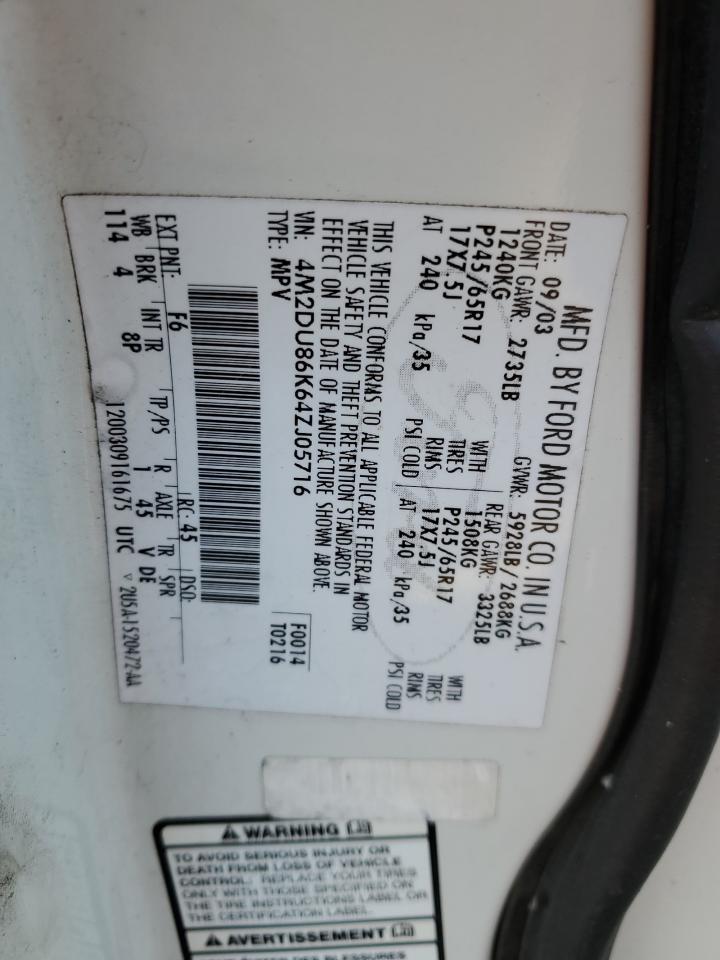 MFD. BY FORD MOTOR CO. IN U.S.A.
DATE: 09/03 GVWR: 5928LB/2688KG
FRONT GAWR: 2735LB REAR GAWR: 3325LB
1240KG WITH 1508KG WITH
P245/65R17 TIRES P245/65R17 TIRES
17X7.5J RIMS 17X7.5J RIMS
AT 240 kPa/35 PSI COLD AT 240 kPa/35 PSI COLD
THIS VEHICLE CONFORMS TO ALL APPLICABLE FEDERAL MOTOR
VEHICLE SAFETY AND THEFT PREVENTION STANDARDS IN
EFFECT ON THE DATE OF MANUFACTURE SHOWN ABOVE.
VIN: 4M2DU86K64ZJ05716 F0014
TYPE: MPV T0216
EXT PNT: F6 RC: 45 DSO:
WB BRK INT TR TP/PS R AXLE TR SPR
114 4 8P 1 45 V DE
1200309161675 UTC
V 2U5A-1520472-AA
WARNING
TO AVOID SERIOUS INJURY OR
DEATH FROM LOSS OF VEHICLE
CONTROL: REPLACE YOUR TIRES
ONLY WITH THOSE SPECIFIED ON
THE TIRE INSTRUCTIONS LABEL OR
THE CERTIFICATION LABEL.
AVERTISSEMENT